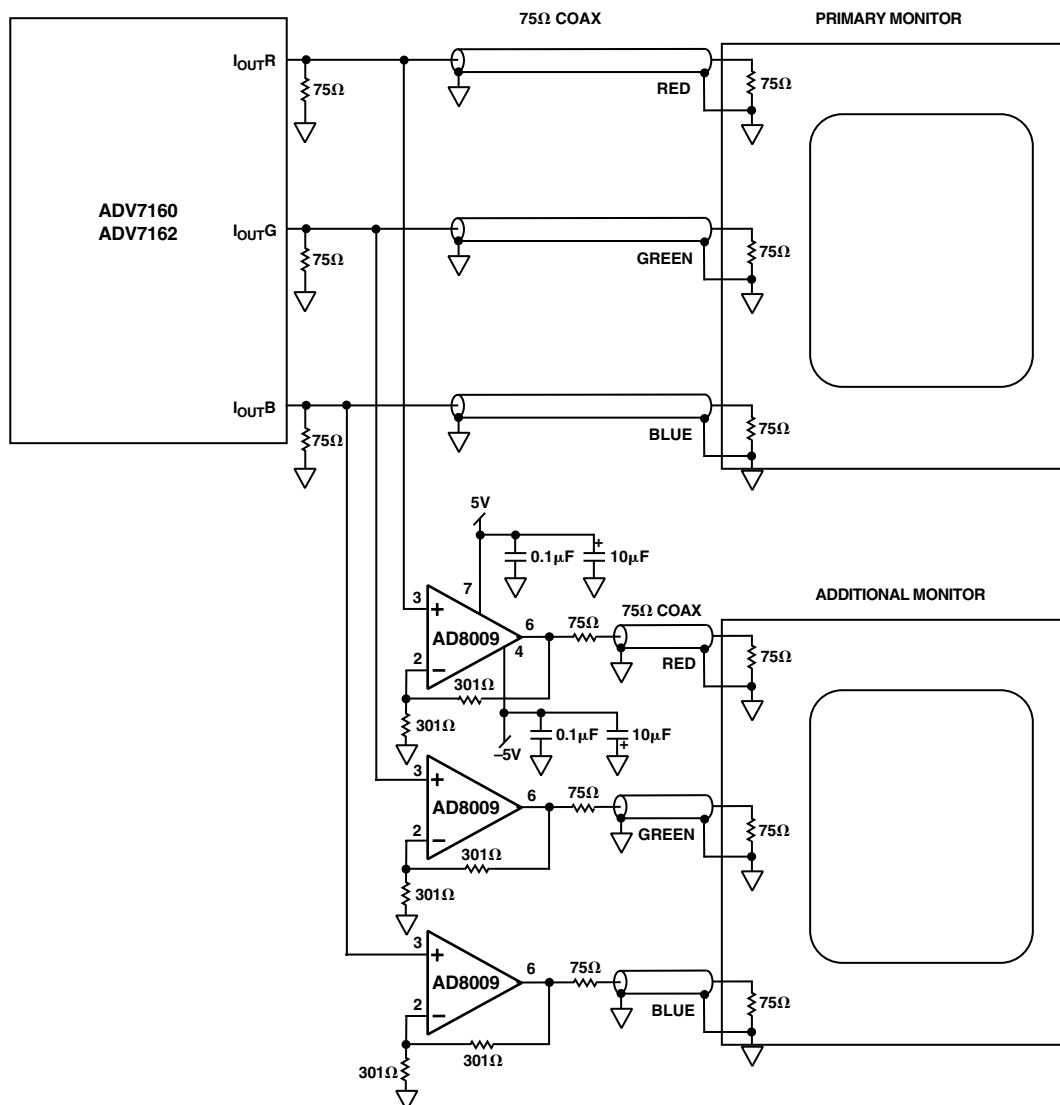 75Ω COAX
PRIMARY MONITOR
IOUTR
75Ω
RED
75Ω
ADV7160
ADV7162
IOUTG
75Ω
GREEN
75Ω
IOUTB
75Ω
BLUE
75Ω
5V
+
0.1μF
10μF
7
ADDITIONAL MONITOR
3
+
AD8009
6
75Ω
75Ω COAX
4
2
−
RED
75Ω
301Ω
301Ω
−5V
0.1μF
10μF
+
3
+
AD8009
6
75Ω
2
−
GREEN
75Ω
301Ω
301Ω
3
+
AD8009
6
75Ω
2
−
BLUE
75Ω
301Ω
301Ω